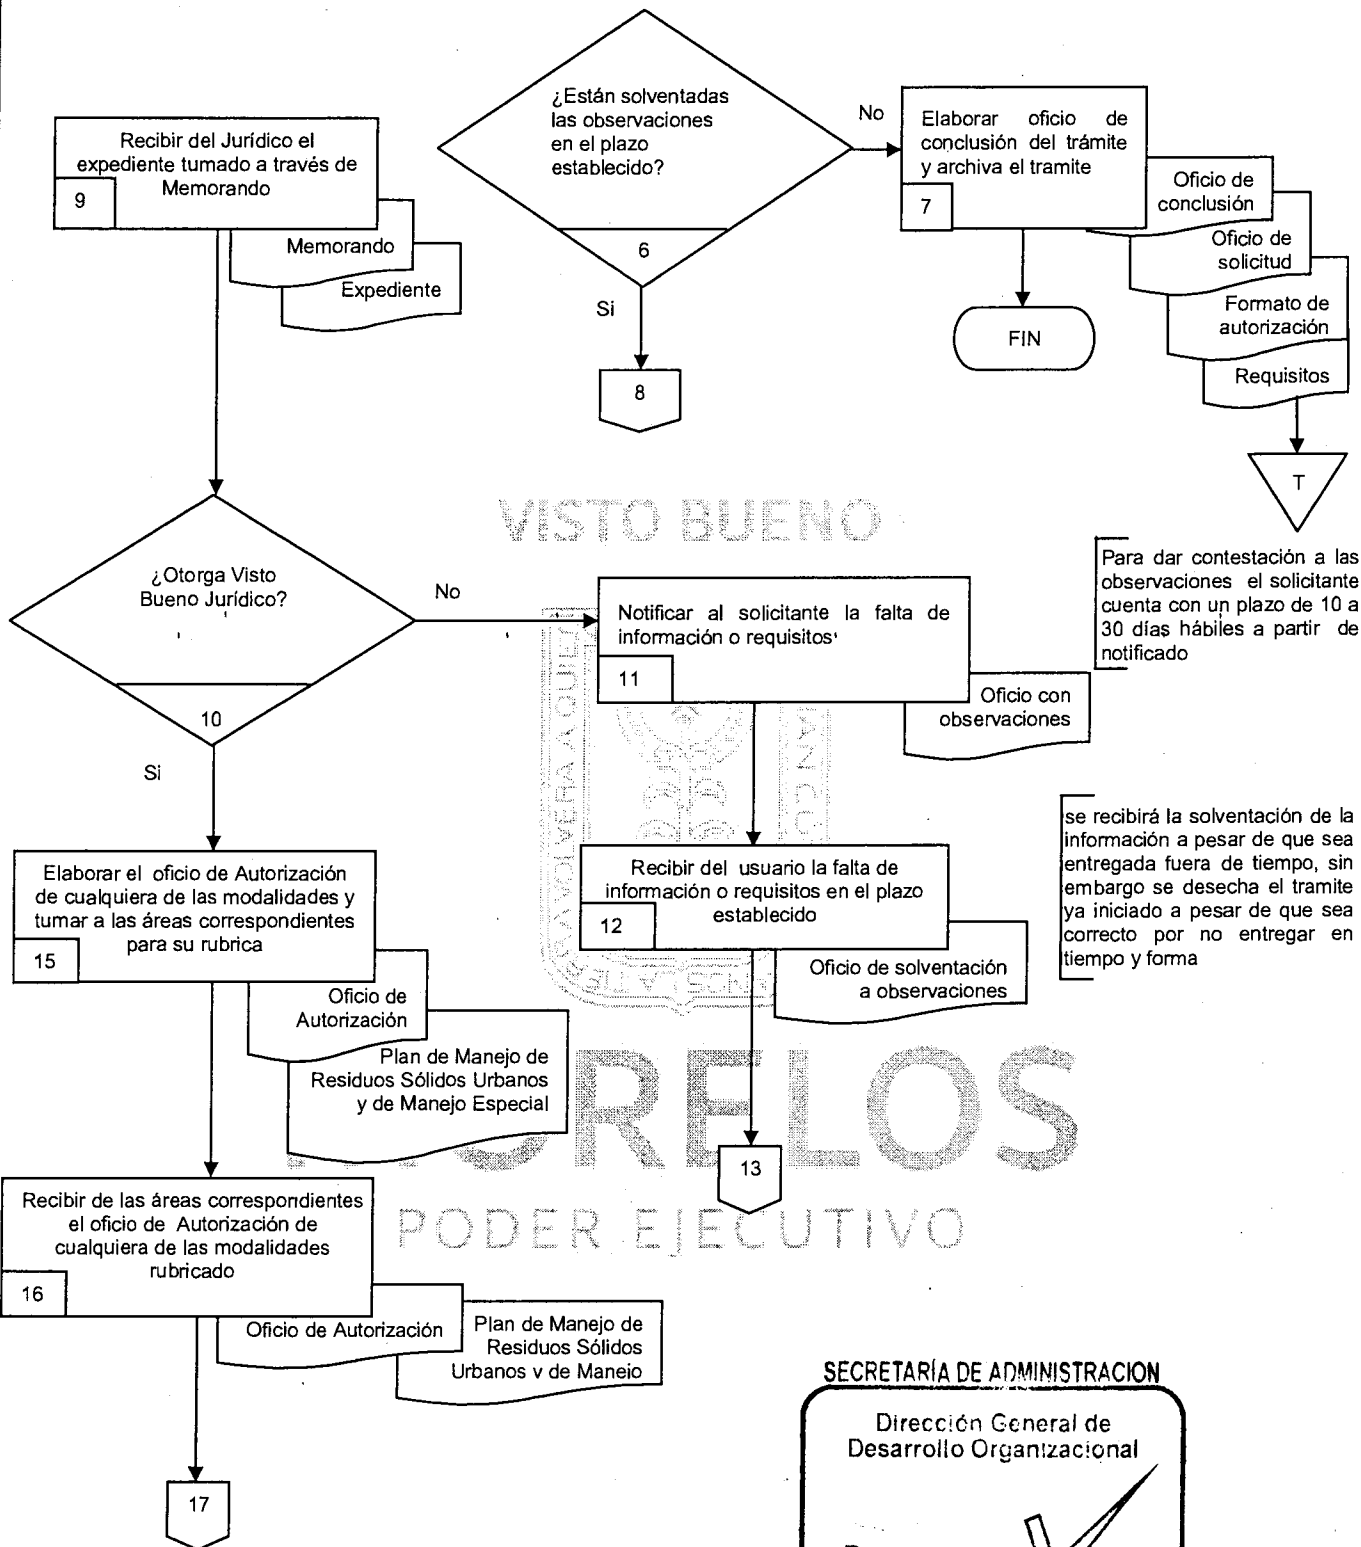 ¿Están solventadas
las observaciones
en el plazo
establecido?
6
No
Si
8
Elaborar oficio de
conclusión del trámite
y archiva el tramite
7
Oficio de
conclusión
Oficio de
solicitud
Formato de
autorización
Requisitos
FIN
T
Recibir del Jurídico el
expediente tumado a través de
Memorando
9
Memorando
Expediente
VISTO BUENO
¿Otorga Visto
Bueno Jurídico?
10
No
Si
Notificar al solicitante la falta de
información o requisitos
11
Oficio con
observaciones
Para dar contestación a las
observaciones el solicitante
cuenta con un plazo de 10 a
30 días hábiles a partir de
notificado
Recibir del usuario la falta de
información o requisitos en el plazo
establecido
12
Oficio de solventación
a observaciones
13
se recibirá la solventación de la
información a pesar de que sea
entregada fuera de tiempo, sin
embargo se desecha el tramite
ya iniciado a pesar de que sea
correcto por no entregar en
tiempo y forma
Elaborar el oficio de Autorización
de cualquiera de las modalidades y
tumar a las áreas correspondientes
para su rubrica
15
Oficio de
Autorización
Plan de Manejo de
Residuos Sólidos Urbanos
y de Manejo Especial
Recibir de las áreas correspondientes
el oficio de Autorización de
cualquiera de las modalidades
rubricado
16
Oficio de Autorización
Plan de Manejo de
Residuos Sólidos
Urbanos y de Manejo
17
ORELOS
PODER EJECUTIVO
SECRETARÍA DE ADMINISTRACION
Dirección General de
Desarrollo Organizacional